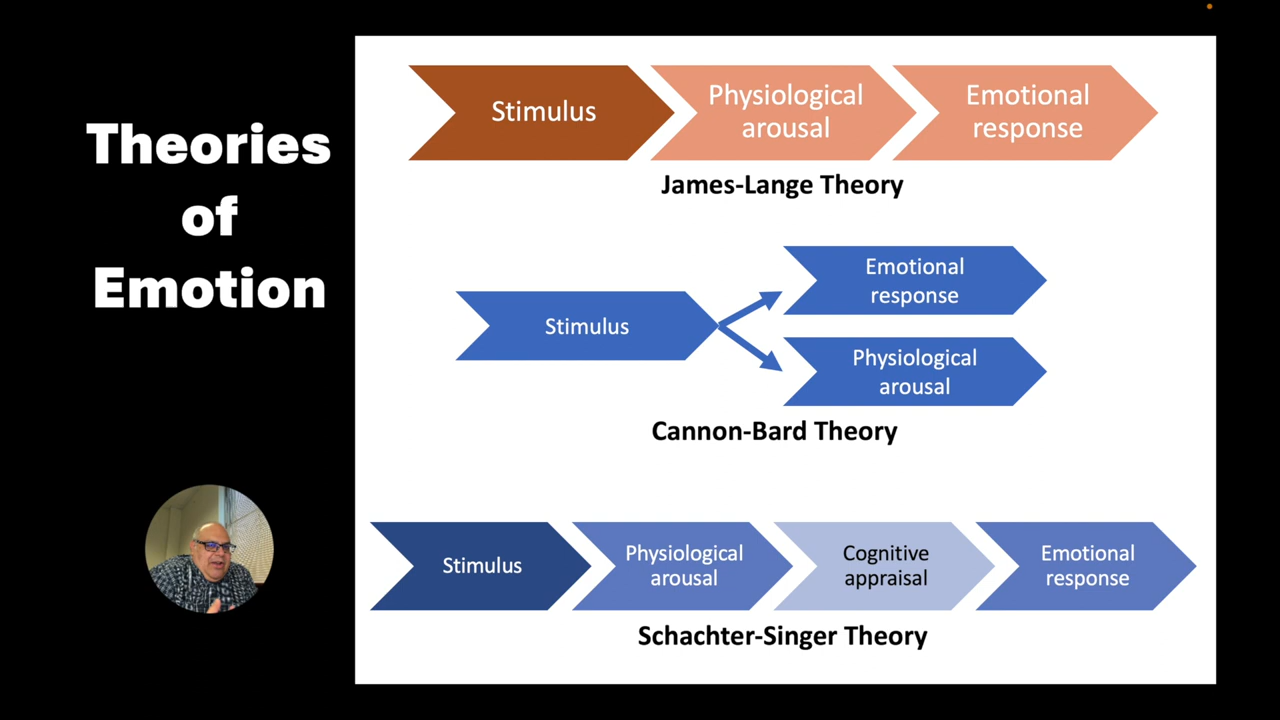 Theories
of
Emotion
Stimulus
Physiological
arousal
Emotional
response
James-Lange Theory
Stimulus
Emotional
response
Physiological
arousal
Cannon-Bard Theory
Stimulus
Physiological
arousal
Cognitive
appraisal
Emotional
response
Schachter-Singer Theory